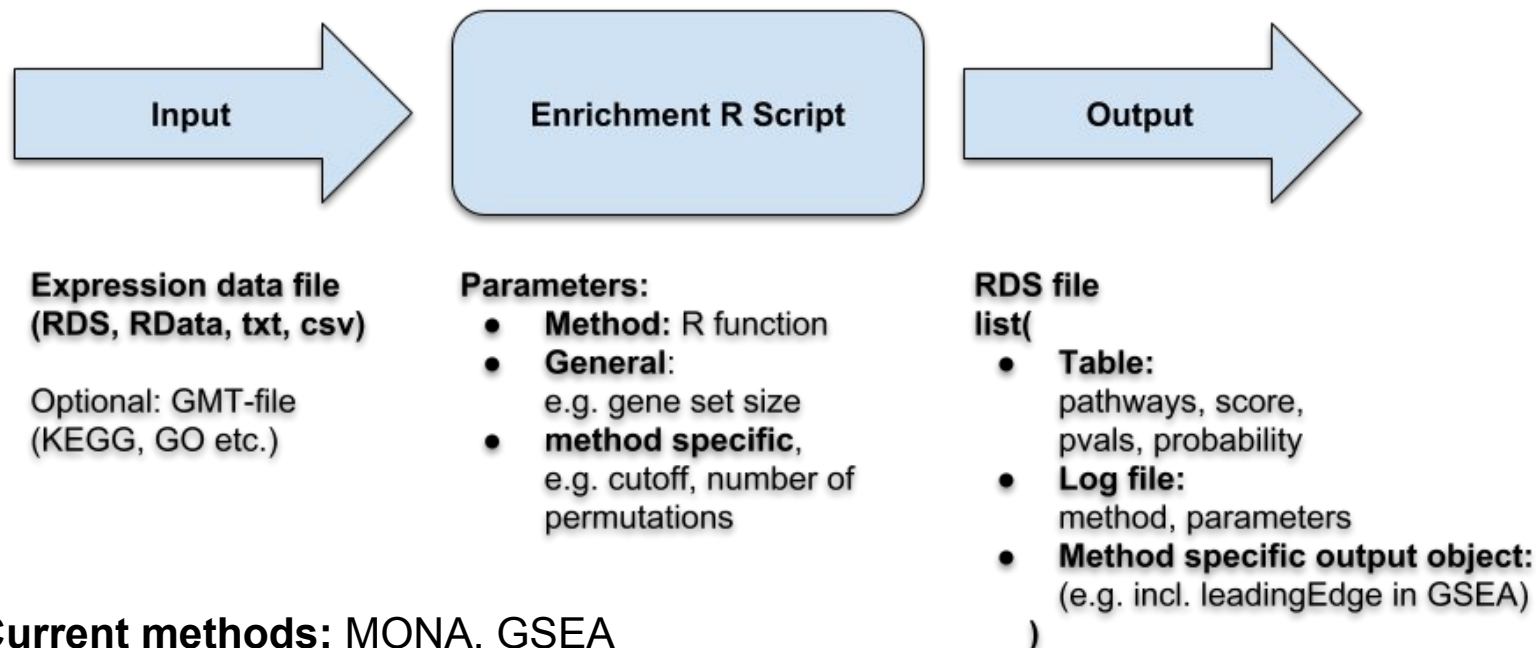 Input
Enrichment R Script
Output
Expression data file
(RDS, RData, txt, csv)
Optional: GMT-file
(KEGG, GO etc.)
Parameters:
● Method: R function
● General:
e.g. gene set size
● method specific,
e.g. cutoff, number of
permutations
RDS file
list(
● Table:
pathways, score,
pvals, probability
● Log file:
method, parameters
● Method specific output object:
(e.g. incl. leadingEdge in GSEA)
)
Current methods: MONA, GSEA